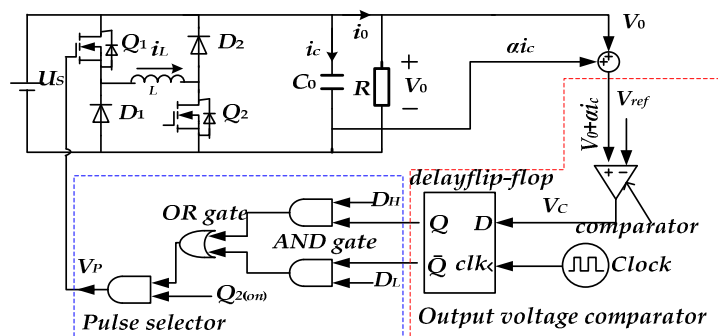 Q1
iL
D2
ic
i0
V0
US
L
αic
C0
R
+
V0
−
+
+
D1
Q2
V0+αic
Vref
delayflip-flop
+ −
DH
OR gate
Q
D
VC
comparator
AND gate
VP
Q̄
clk
Clock
DL
Q2(on)
Pulse selector
Output voltage comparator